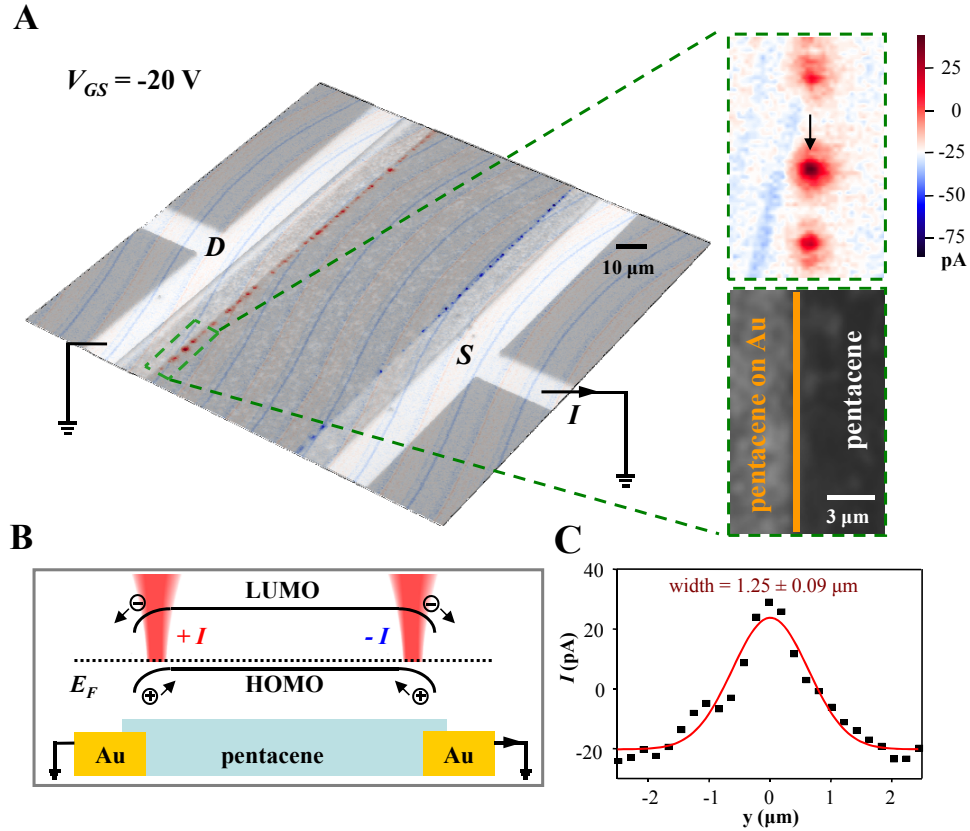 A
V_GS = -20 V
D
S
10 μm
I
25
0
-25
-50
-75
pA
pentacene on Au
pentacene
3 μm
B
LUMO
+ I
- I
E_F
HOMO
Au
pentacene
Au
C
width = 1.25 ± 0.09 μm
I (pA)
40
20
0
-20
-2
-1
0
1
2
y (μm)